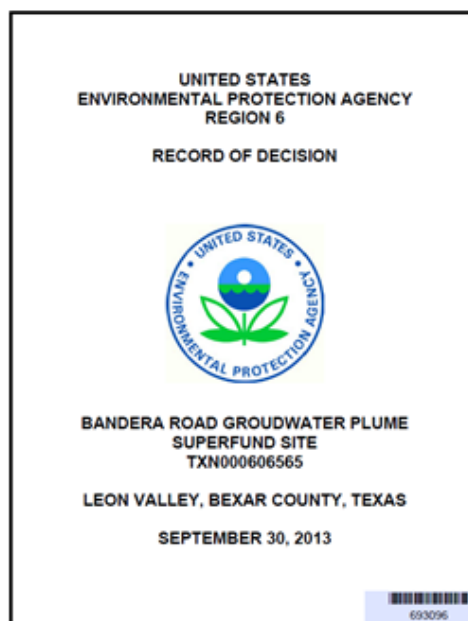 UNITED STATES
ENVIRONMENTAL PROTECTION AGENCY
REGION 6
RECORD OF DECISION
UNITED STATES
ENVIRONMENTAL PROTECTION AGENCY
BANDERA ROAD GROUDWATER PLUME
SUPERFUND SITE
TXN000606565
LEON VALLEY, BEXAR COUNTY, TEXAS
SEPTEMBER 30, 2013
693096